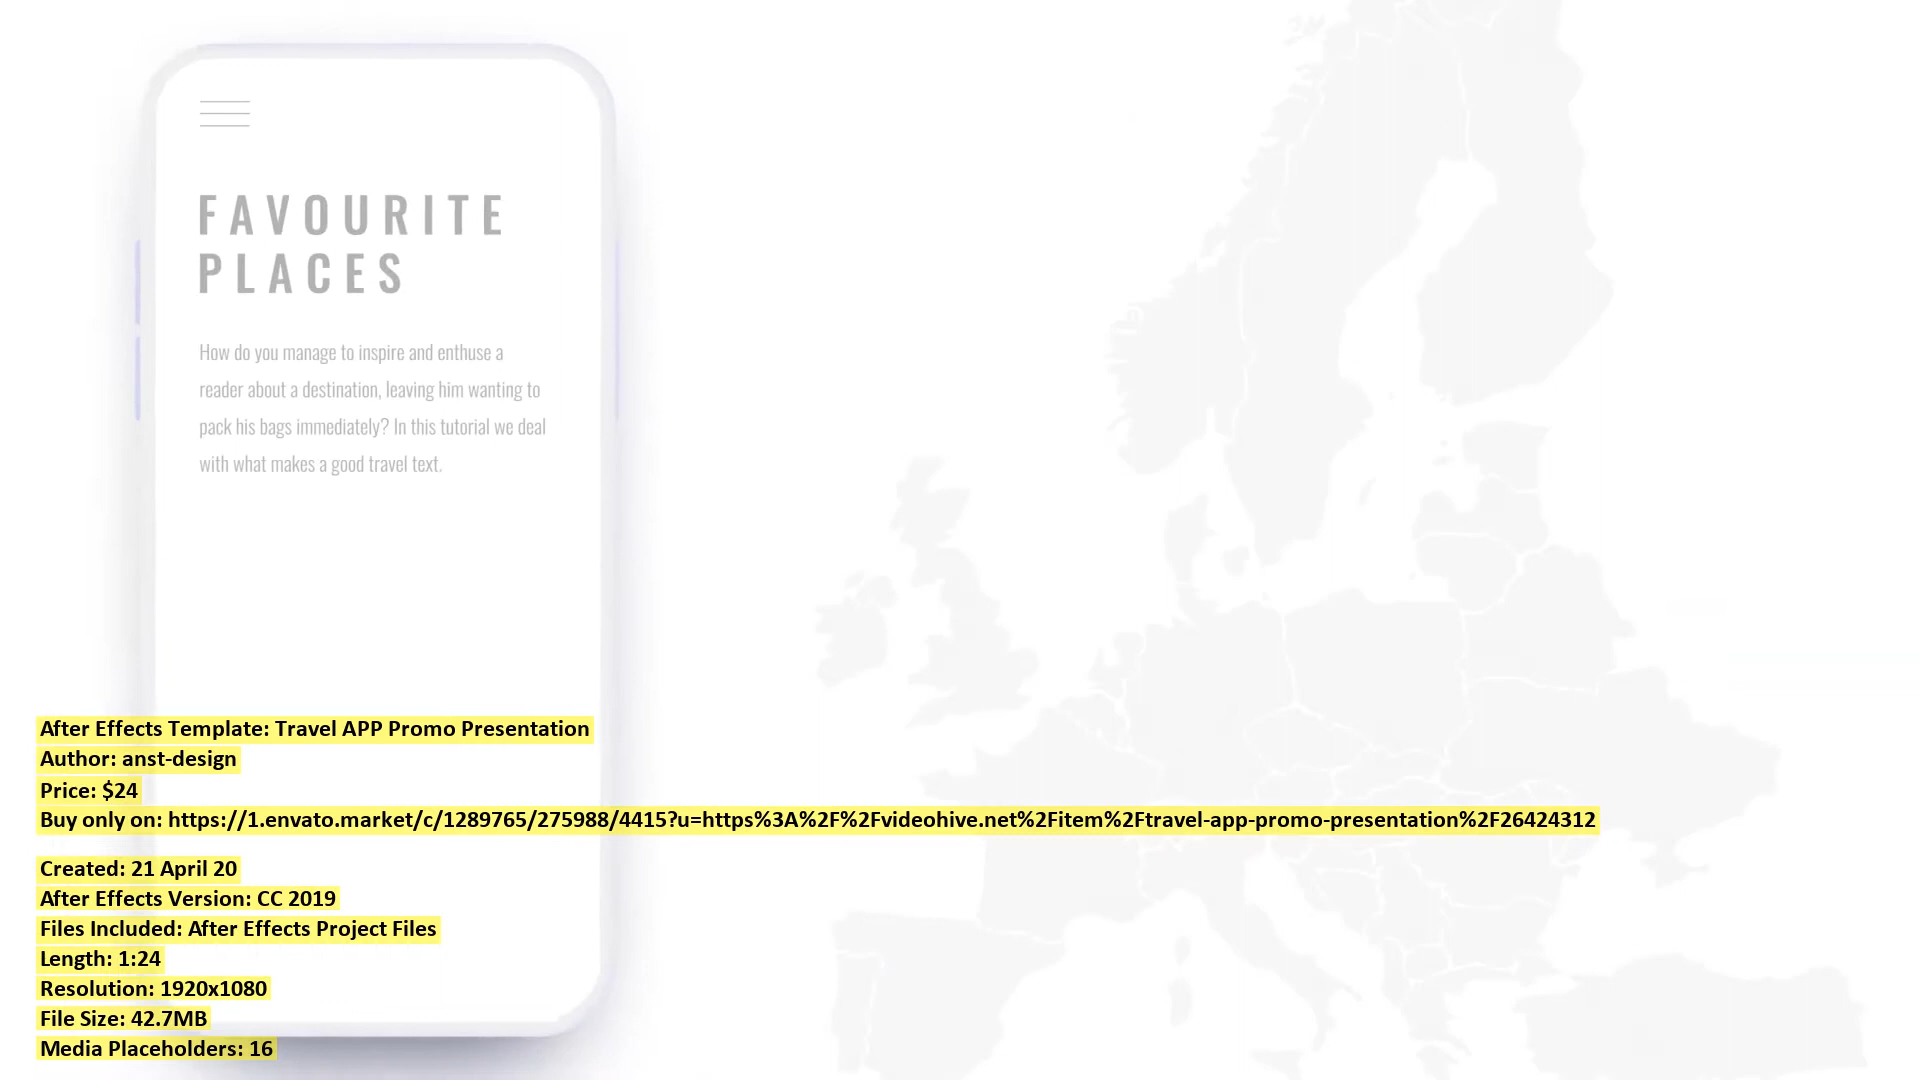 FAVOURITE
PLACES
How do you manage to inspire and enthuse a
reader about a destination, leaving him wanting to
pack his bags immediately? In this tutorial we deal
with what makes a good travel text.
After Effects Template: Travel APP Promo Presentation
Author: anst-design
Price: $24
Buy only on: https://1.envato.market/c/1289765/275988/4415?u=https%3A%2F%2Fvideohive.net%2Fitem%2Ftravel-app-promo-presentation%2F26424312
Created: 21 April 20
After Effects Version: CC 2019
Files Included: After Effects Project Files
Length: 1:24
Resolution: 1920x1080
File Size: 42.7MB
Media Placeholders: 16